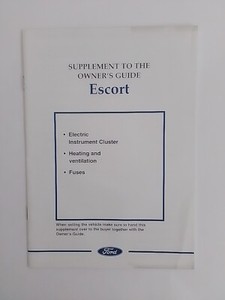 SUPPLEMENT TO THE
OWNER'S GUIDE
Escort
• Electric
Instrument Cluster
• Heating and
ventilation
• Fuses
When selling the vehicle make sure to hand this
supplement over to the buyer together with the
Owner's Guide.
Ford